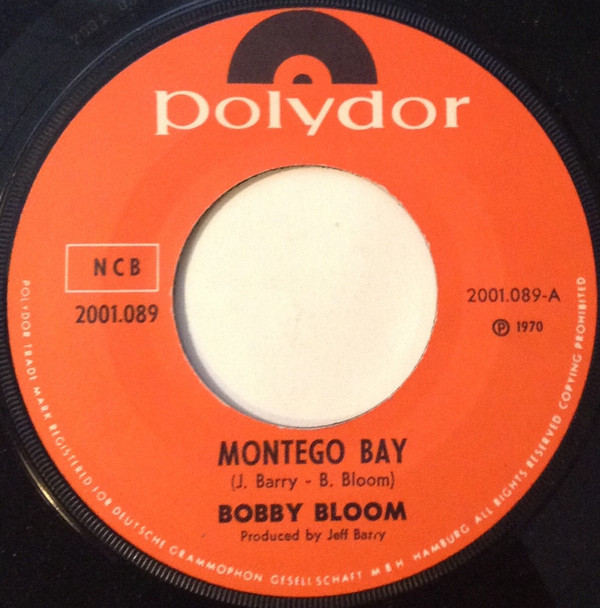 polydor
NCB
2001.089
2001.089-A
℗ 1970
MONTEGO BAY
(J. Barry - B. Bloom)
BOBBY BLOOM
Produced by Jeff Barry
POLYDOR TRADE MARK REGISTERED FOR DEUTSCHE GRAMMOPHON GESELLSCHAFT MBH HAMBURG ALL RIGHTS RESERVED COPYING PROHIBITED